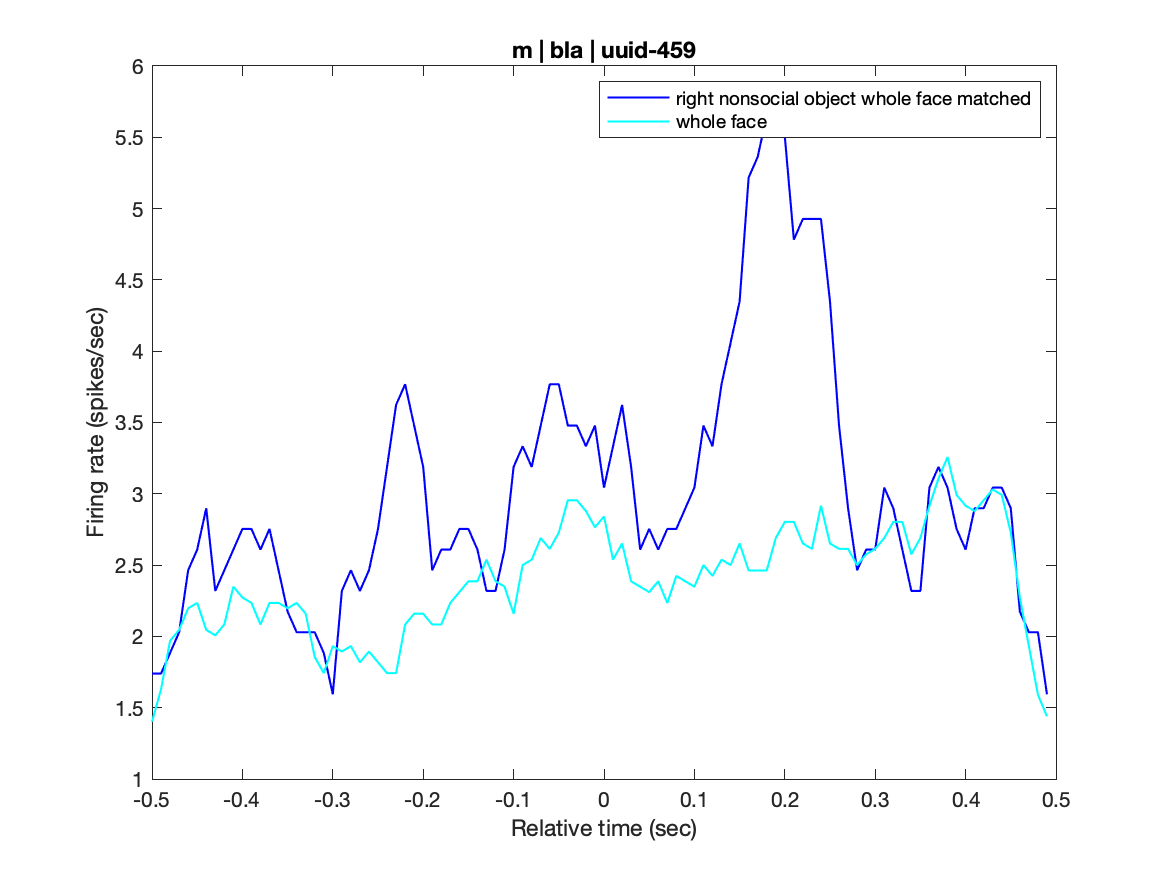 m | bla | uuid-459
6
5.5
5
4.5
4
3.5
3
2.5
2
1.5
1
Firing rate (spikes/sec)
right nonsocial object whole face matched
whole face
-0.5 -0.4 -0.3 -0.2 -0.1 0 0.1 0.2 0.3 0.4 0.5
Relative time (sec)